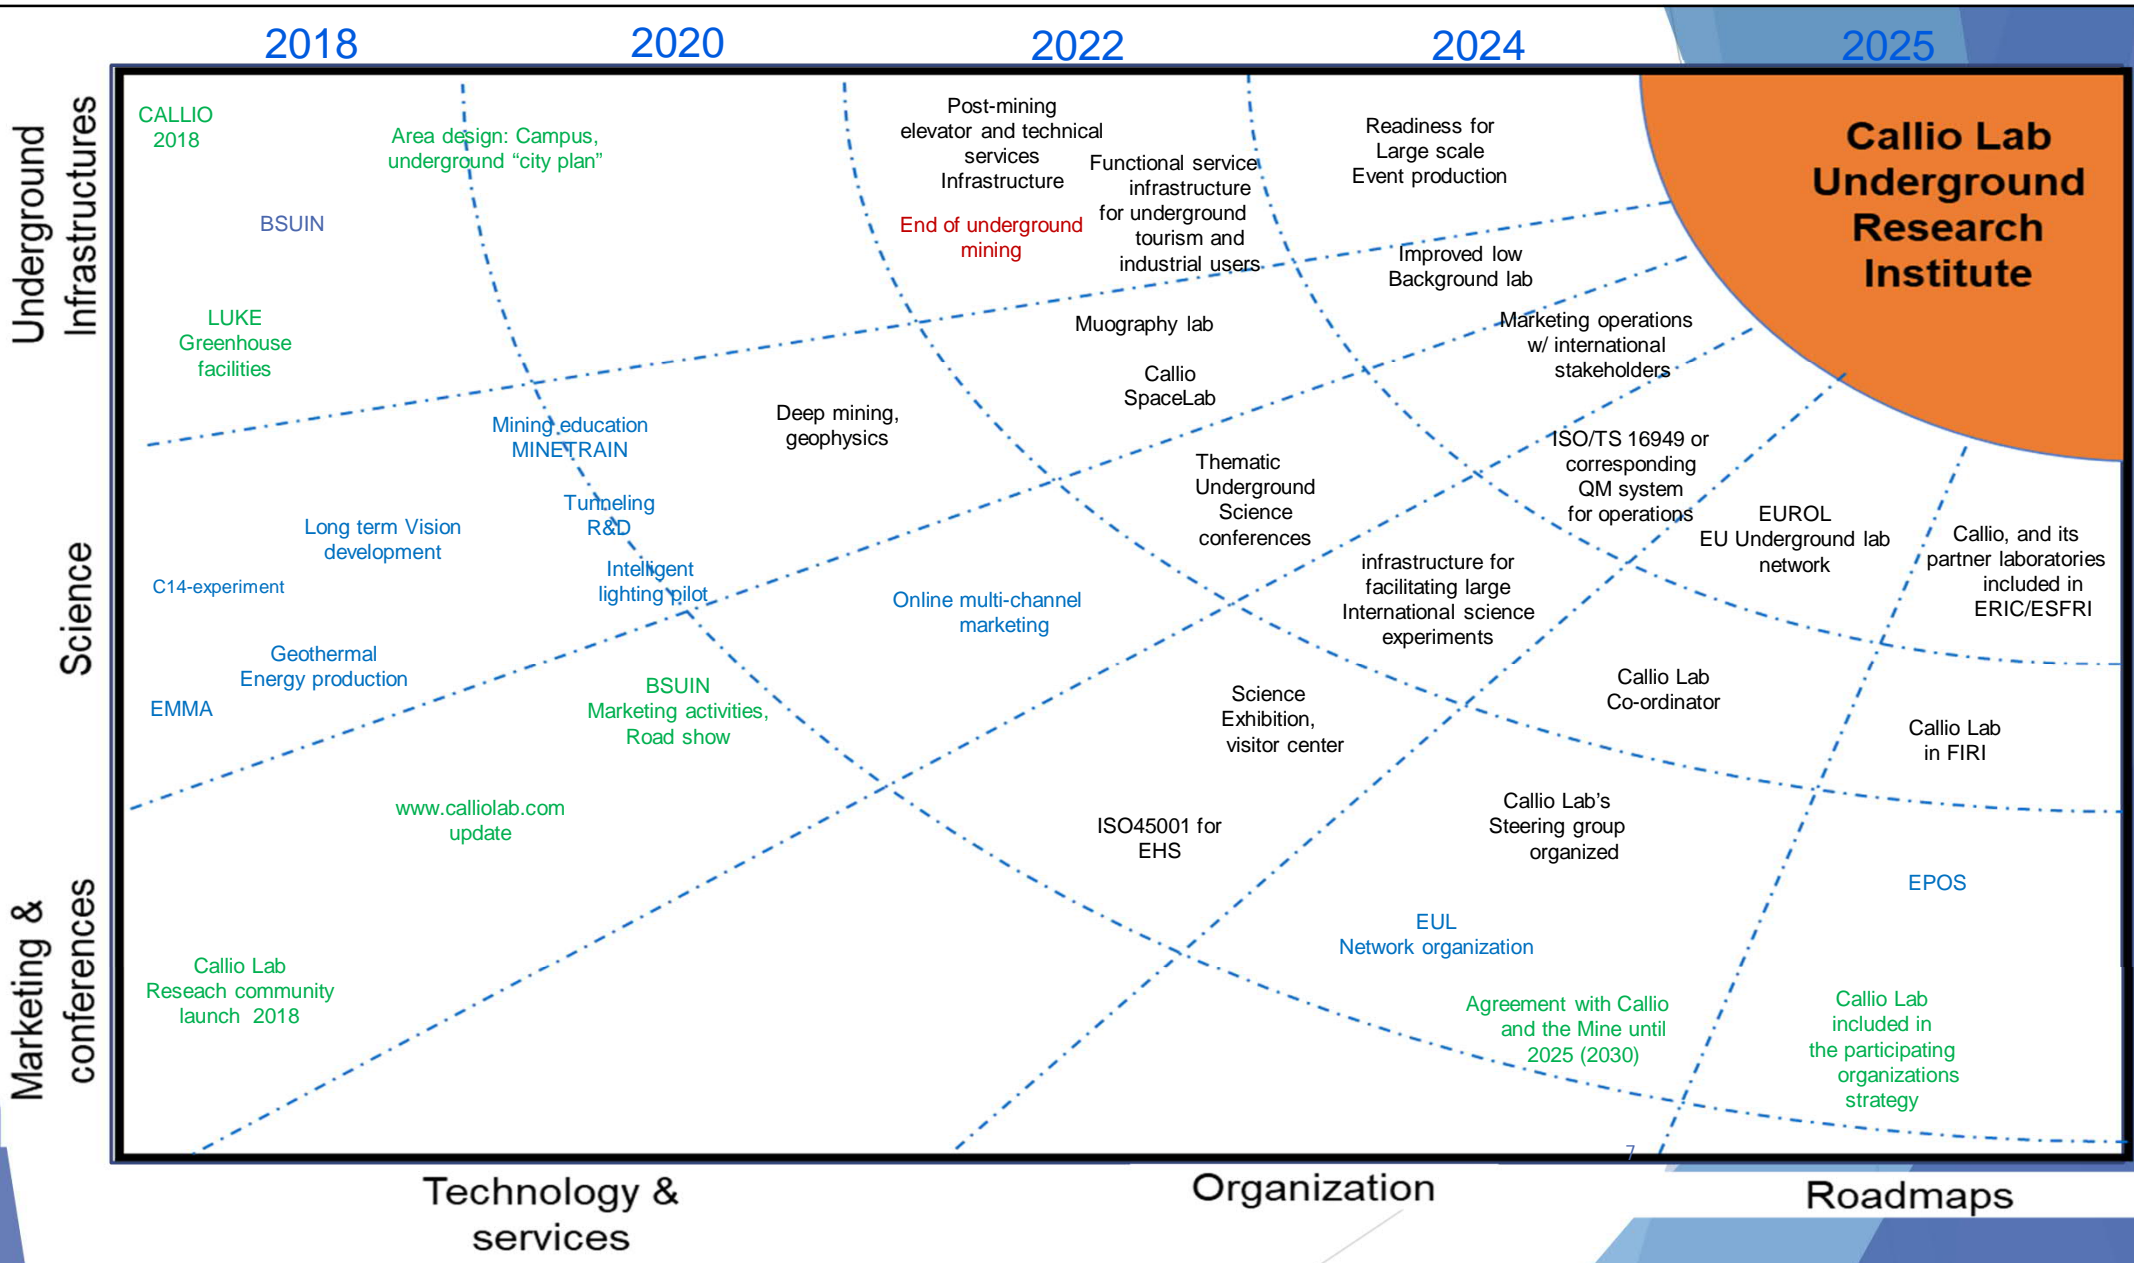 2018
2020
2022
2024
2025
Underground
Infrastructures
Science
Marketing &
conferences
CALLIO
2018
Area design: Campus,
underground “city plan”
BSUIN
LUKE
Greenhouse
facilities
Post-mining
elevator and technical
services
Infrastructure
End of underground
mining
Functional service
infrastructure
for underground
tourism and
industrial users
Readiness for
Large scale
Event production
Callio Lab
Underground
Research
Institute
Improved low
Background lab
Muography lab
Callio
SpaceLab
Marketing operations
w/ international
stakeholders
Mining education
MINETRAIN
Deep mining,
geophysics
Tunneling
R&D
Long term Vision
development
Intelligent
lighting pilot
C14-experiment
Geothermal
Energy production
EMMA
Thematic
Underground
Science
conferences
ISO/TS 16949 or
corresponding
QM system
for operations
EUROL
EU Underground lab
network
Callio, and its
partner laboratories
included in
ERIC/ESFRI
Online multi-channel
marketing
infrastructure for
facilitating large
International science
experiments
BSUIN
Marketing activities,
Road show
Science
Exhibition,
visitor center
Callio Lab
Co-ordinator
Callio Lab
in FIRI
www.calliolab.com
update
ISO45001 for
EHS
Callio Lab’s
Steering group
organized
EPOS
EUL
Network organization
Callio Lab
Reseach community
launch 2018
Agreement with Callio
and the Mine until
2025 (2030)
Callio Lab
included in
the participating
organizations
strategy
7
Technology &
services
Organization
Roadmaps